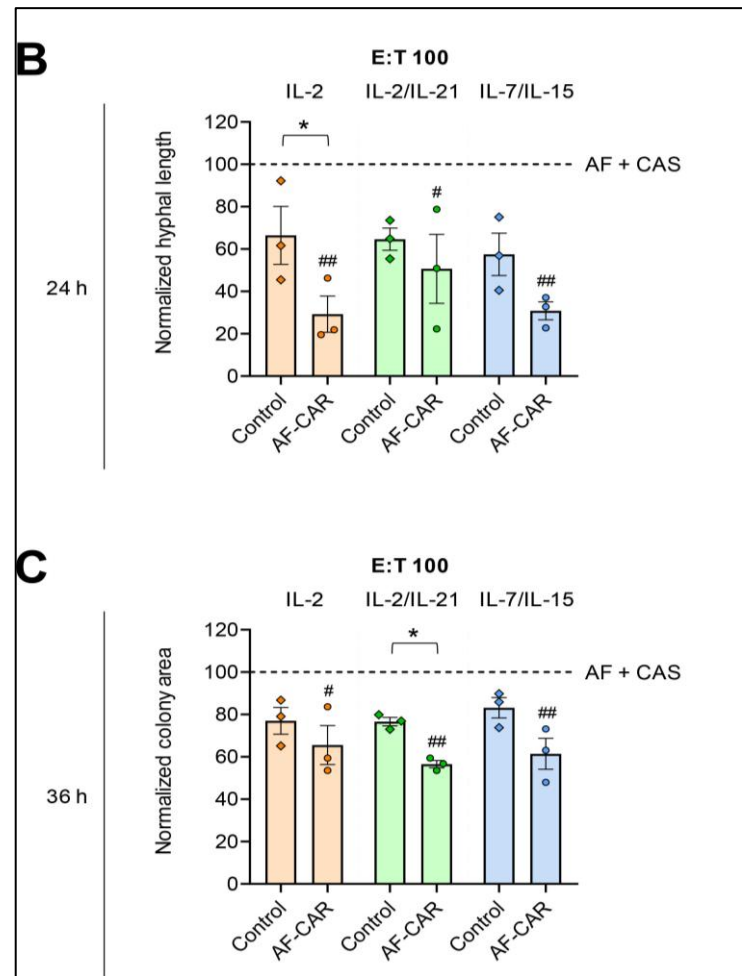 B
E:T 100
IL-2 IL-2/IL-21 IL-7/IL-15
24 h
Normalized hyphal length
120
100
80
60
40
20
0
*
#
##
##
AF + CAS
Control AF-CAR Control AF-CAR Control AF-CAR
C
E:T 100
IL-2 IL-2/IL-21 IL-7/IL-15
36 h
Normalized colony area
120
100
80
60
40
20
0
*
#
##
##
AF + CAS
Control AF-CAR Control AF-CAR Control AF-CAR